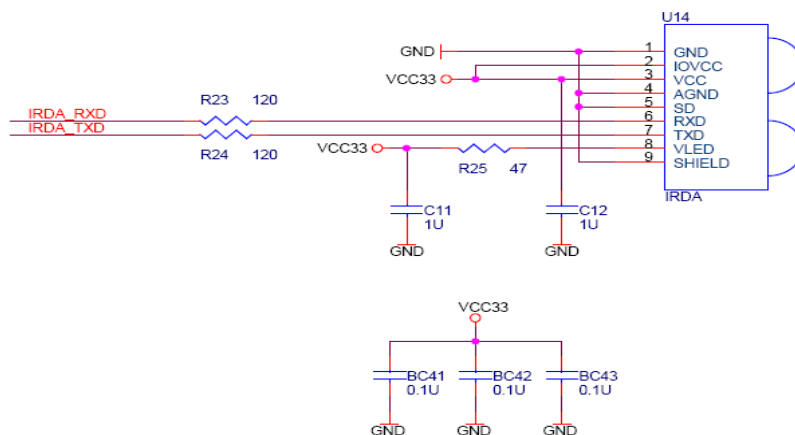 U14
GND 1 GND
2 IOVCC
VCC33 3 VCC
4 AGND
5 SD
IRDA_RXD R23 120 6 RXD
IRDA_TXD 7 TXD
R24 120 VCC33 8 VLED
R25 47 9 SHIELD
IRDA
C11 C12
1U 1U
GND GND
VCC33
BC41 BC42 BC43
0.1U 0.1U 0.1U
GND GND GND